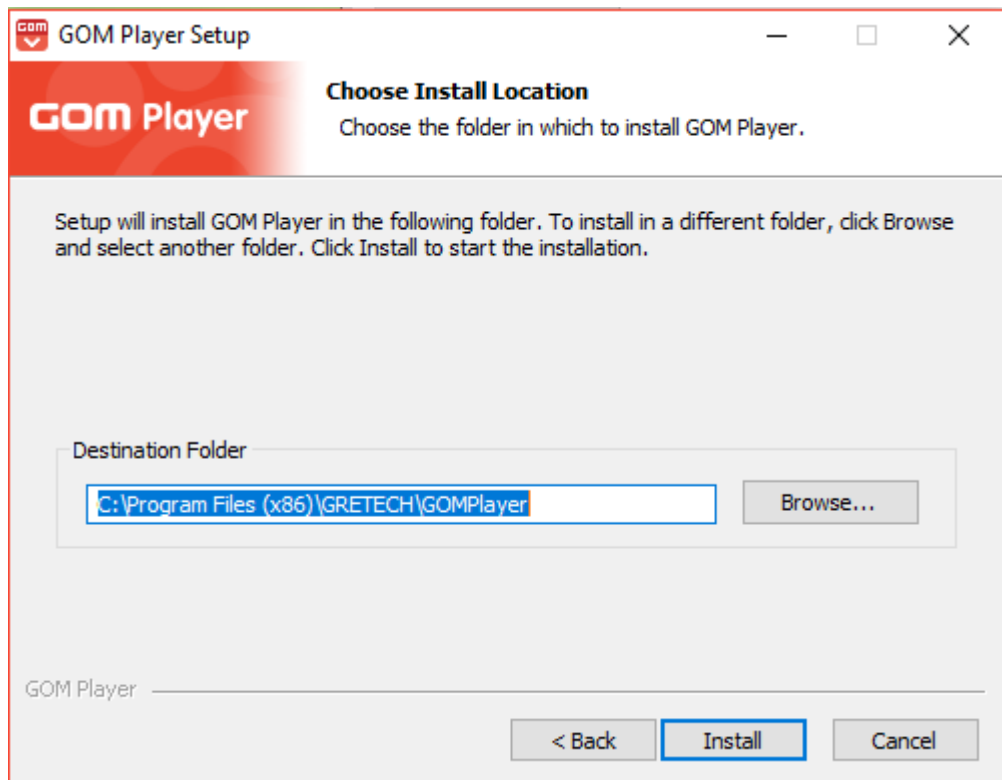 GOM
GOM Player Setup
GOM Player
Choose Install Location
Choose the folder in which to install GOM Player.
Setup will install GOM Player in the following folder. To install in a different folder, click Browse
and select another folder. Click Install to start the installation.
Destination Folder
C:\Program Files (x86)\GRETECH\GOMPlayer
Browse...
GOM Player
< Back
Install
Cancel